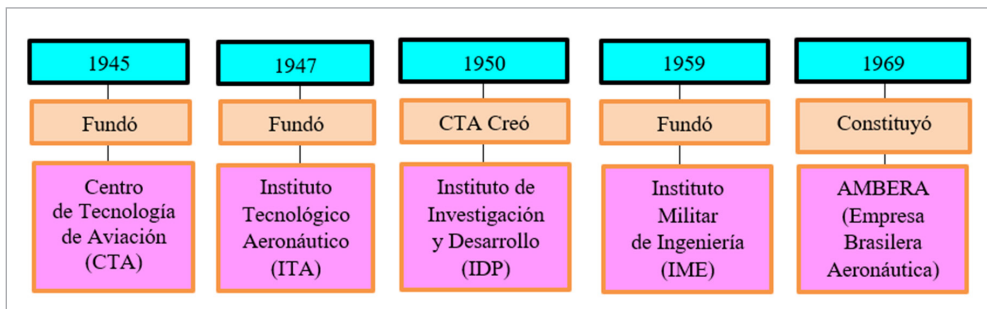 1945
Fundó
Centro
de Tecnología
de Aviación
(CTA)
1947
Fundó
Instituto
Tecnológico
Aeronáutico
(ITA)
1950
CTA Creó
Instituto de
Investigación
y Desarrollo
(IDP)
1959
Fundó
Instituto
Militar
de Ingeniería
(IME)
1969
Constituyó
AMBERA
(Empresa
Brasilera
Aeronáutica)